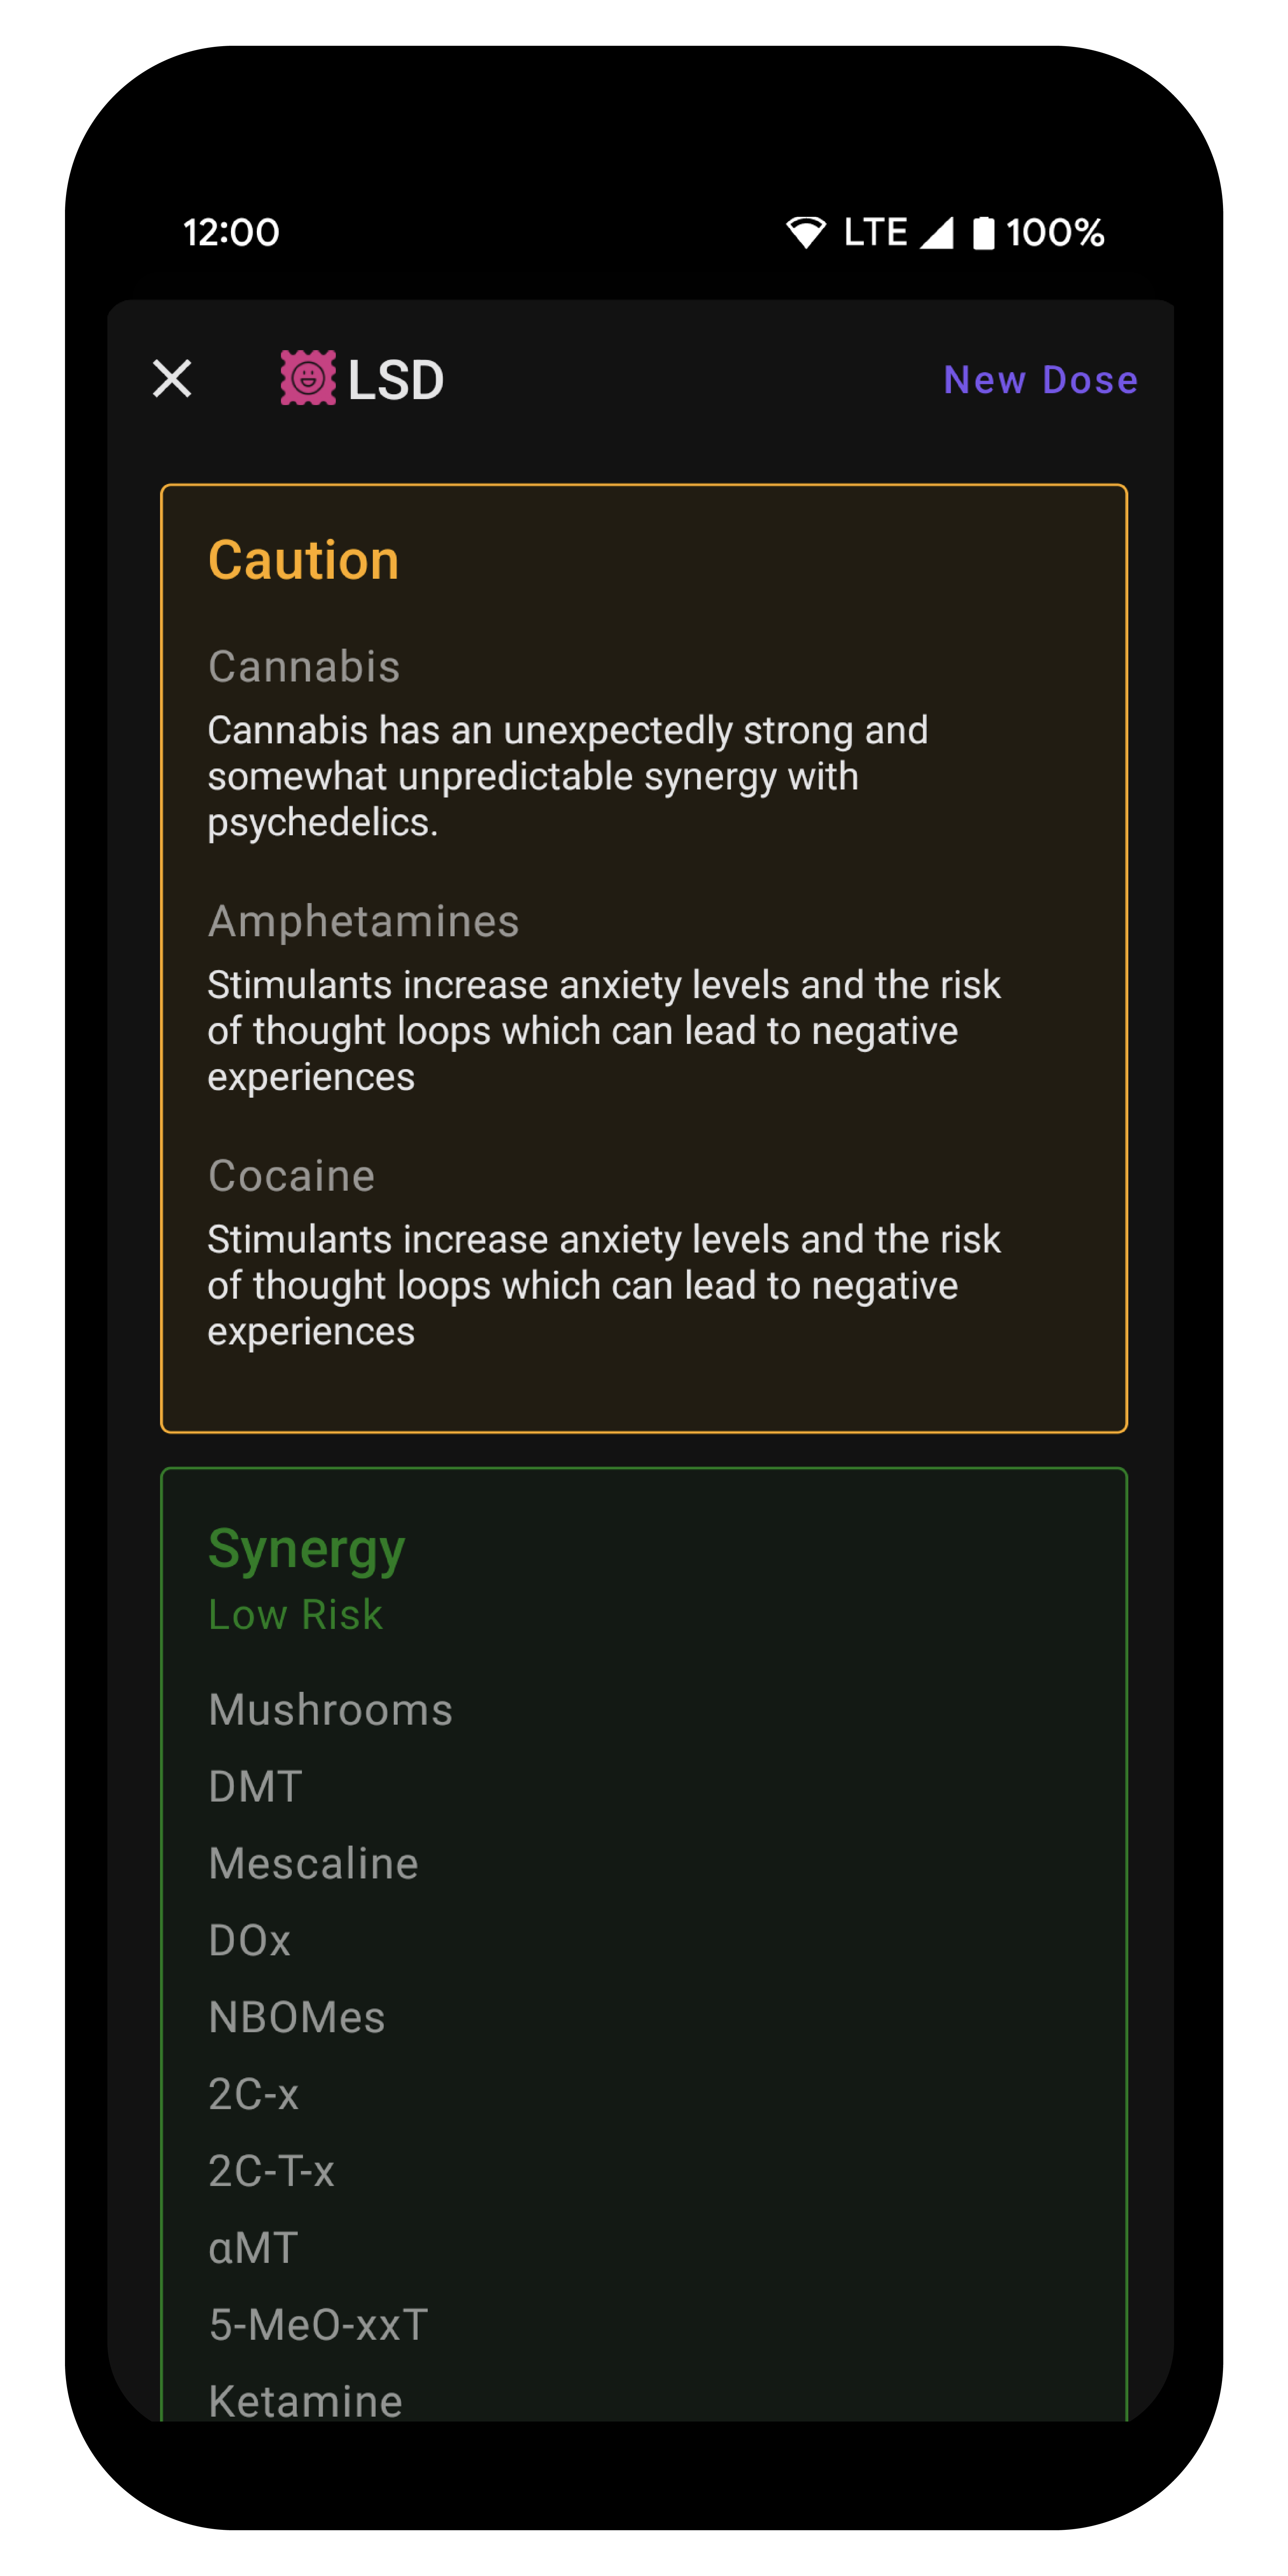 12:00 LTE 100%
LSD New Dose
Caution
Cannabis
Cannabis has an unexpectedly strong and
somewhat unpredictable synergy with
psychedelics.
Amphetamines
Stimulants increase anxiety levels and the risk
of thought loops which can lead to negative
experiences
Cocaine
Stimulants increase anxiety levels and the risk
of thought loops which can lead to negative
experiences
Synergy
Low Risk
Mushrooms
DMT
Mescaline
DOx
NBOMes
2C-x
2C-T-x
αMT
5-MeO-xxT
Ketamine